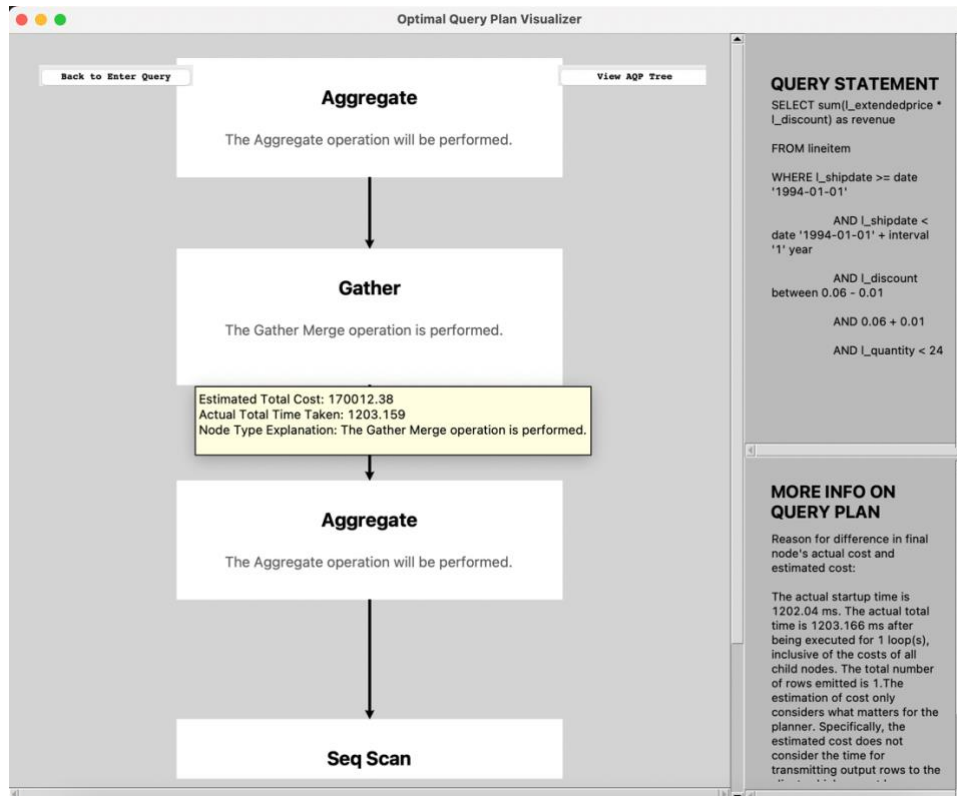 Optimal Query Plan Visualizer
Back to Enter Query
View AQP Tree
Aggregate
The Aggregate operation will be performed.
Gather
The Gather Merge operation is performed.
Estimated Total Cost: 170012.38
Actual Total Time Taken: 1203.159
Node Type Explanation: The Gather Merge operation is performed.
Aggregate
The Aggregate operation will be performed.
Seq Scan
QUERY STATEMENT
SELECT sum(l_extendedprice *
l_discount) as revenue
FROM lineitem
WHERE l_shipdate >= date
'1994-01-01'
AND l_shipdate <
date '1994-01-01' + interval
'1' year
AND l_discount
between 0.06 - 0.01
AND 0.06 + 0.01
AND l_quantity < 24
MORE INFO ON
QUERY PLAN
Reason for difference in final
node's actual cost and
estimated cost:
The actual startup time is
1202.04 ms. The actual total
time is 1203.166 ms after
being executed for 1 loop(s),
inclusive of the costs of all
child nodes. The total number
of rows emitted is 1.The
estimation of cost only
considers what matters for the
planner. Specifically, the
estimated cost does not
consider the time for
transmitting output rows to the